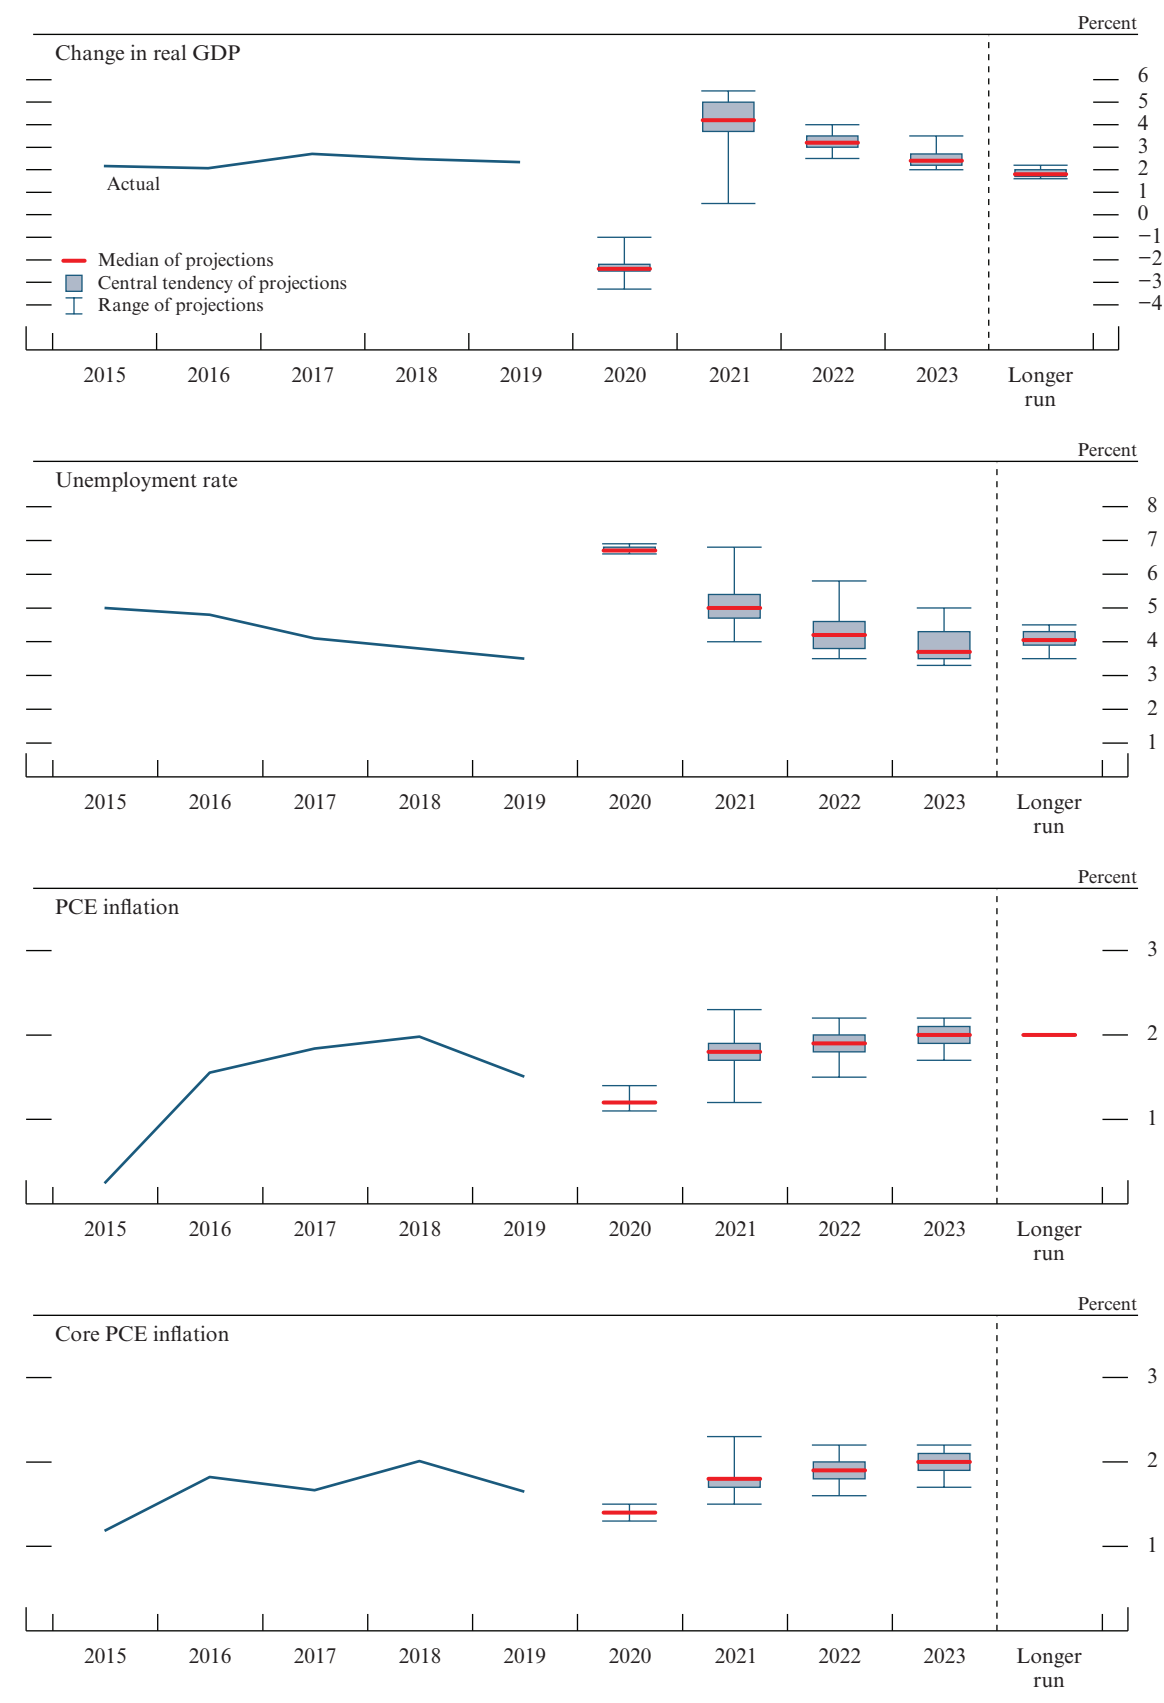 Percent
Change in real GDP
6
5
4
3
2
1
0
−1
−2
−3
−4
Actual
Median of projections
Central tendency of projections
Range of projections
2015 2016 2017 2018 2019 2020 2021 2022 2023 Longer
run
Percent
Unemployment rate
8
7
6
5
4
3
2
1
2015 2016 2017 2018 2019 2020 2021 2022 2023 Longer
run
Percent
PCE inflation
3
2
1
2015 2016 2017 2018 2019 2020 2021 2022 2023 Longer
run
Percent
Core PCE inflation
3
2
1
2015 2016 2017 2018 2019 2020 2021 2022 2023 Longer
run